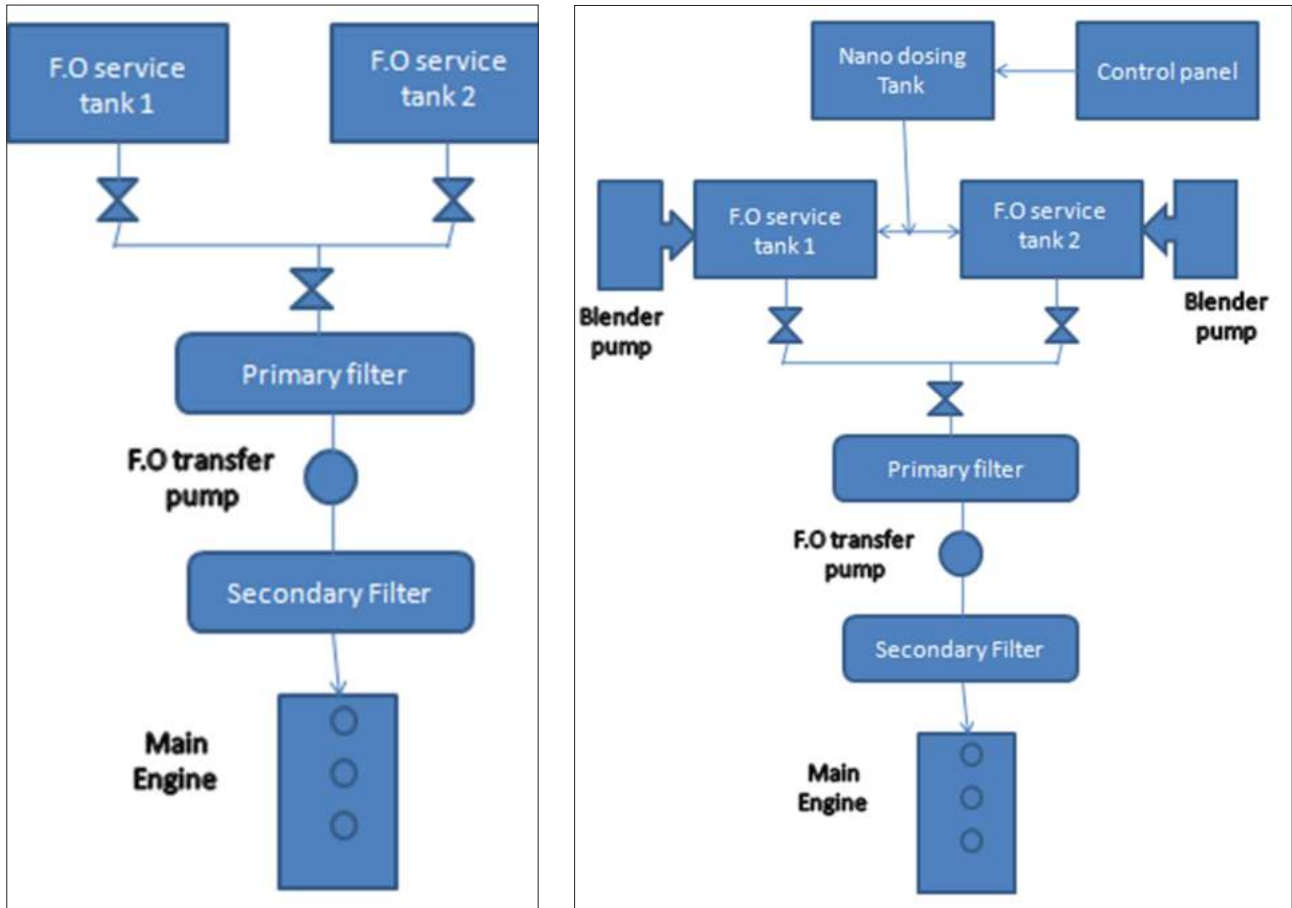 F.O service
tank 1
F.O service
tank 2
Primary filter
F.O transfer
pump
Secondary Filter
Main
Engine
Nano dosing
Tank
Control panel
F.O service
tank 1
F.O service
tank 2
Blender
pump
Blender
pump
Primary filter
F.O transfer
pump
Secondary Filter
Main
Engine